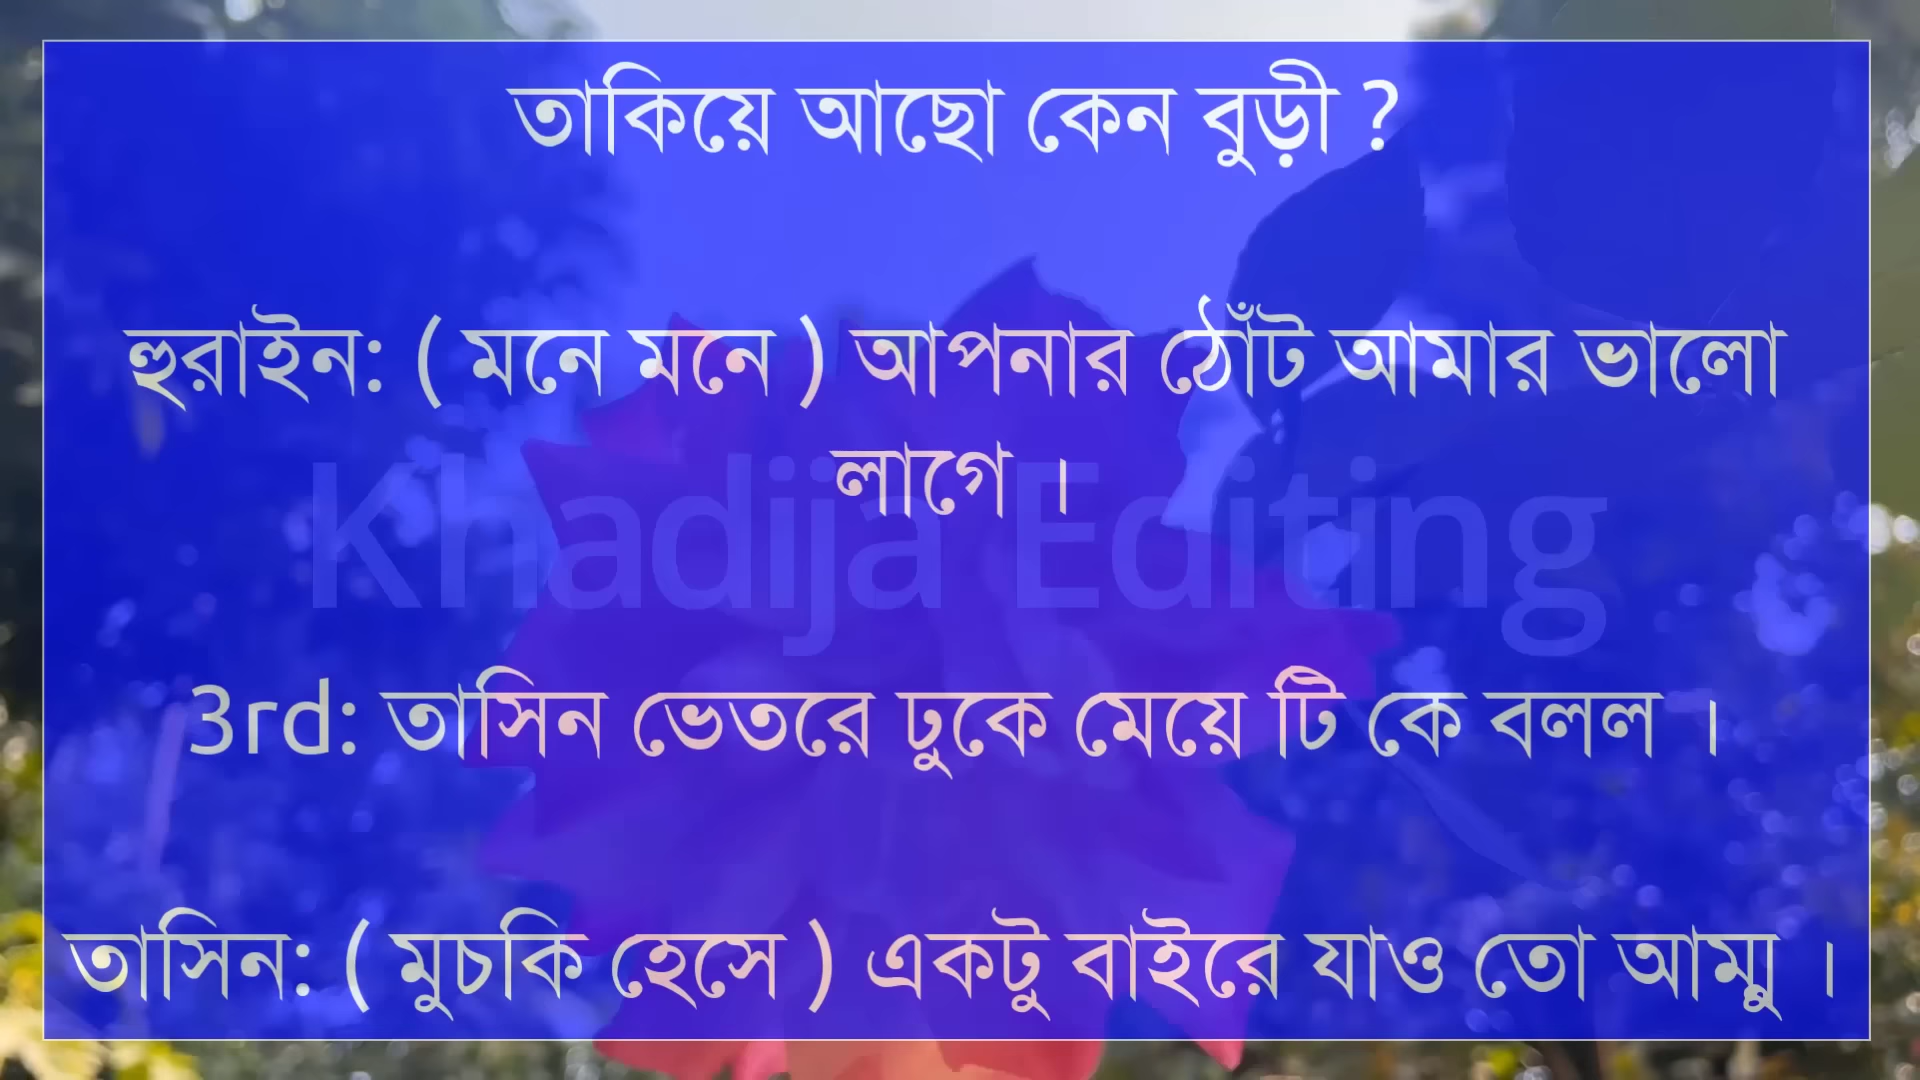 তাকিয়ে আছো কেন বুড়ী ?
হুরাইন: ( মনে মনে ) আপনার ঠোঁট আমার ভালো
লাগে ।
Khadija Editing
3rd: তাসিন ভেতরে ঢুকে মেয়ে টি কে বলল ।
তাসিন: ( মুচকি হেসে ) একটু বাইরে যাও তো আম্মু ।